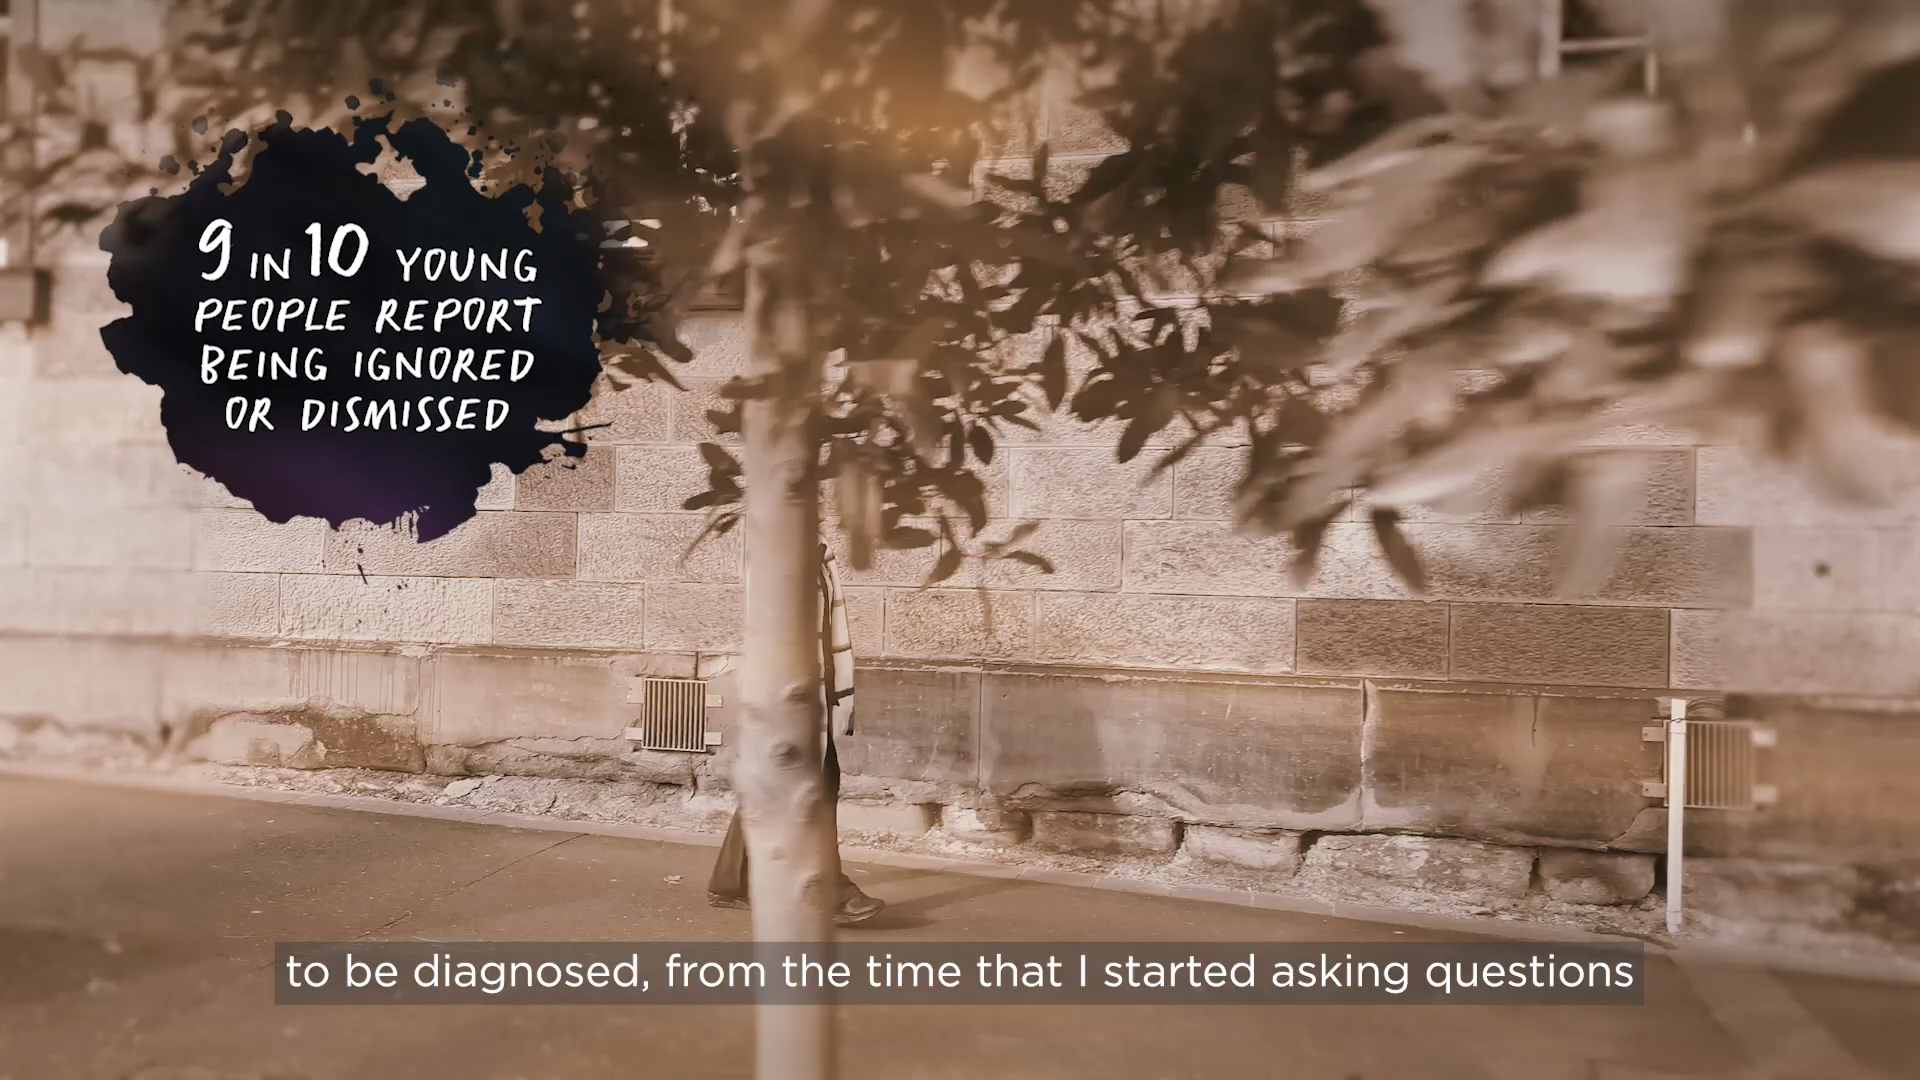 9 IN 10 YOUNG
PEOPLE REPORT
BEING IGNORED
OR DISMISSED
to be diagnosed, from the time that I started asking questions